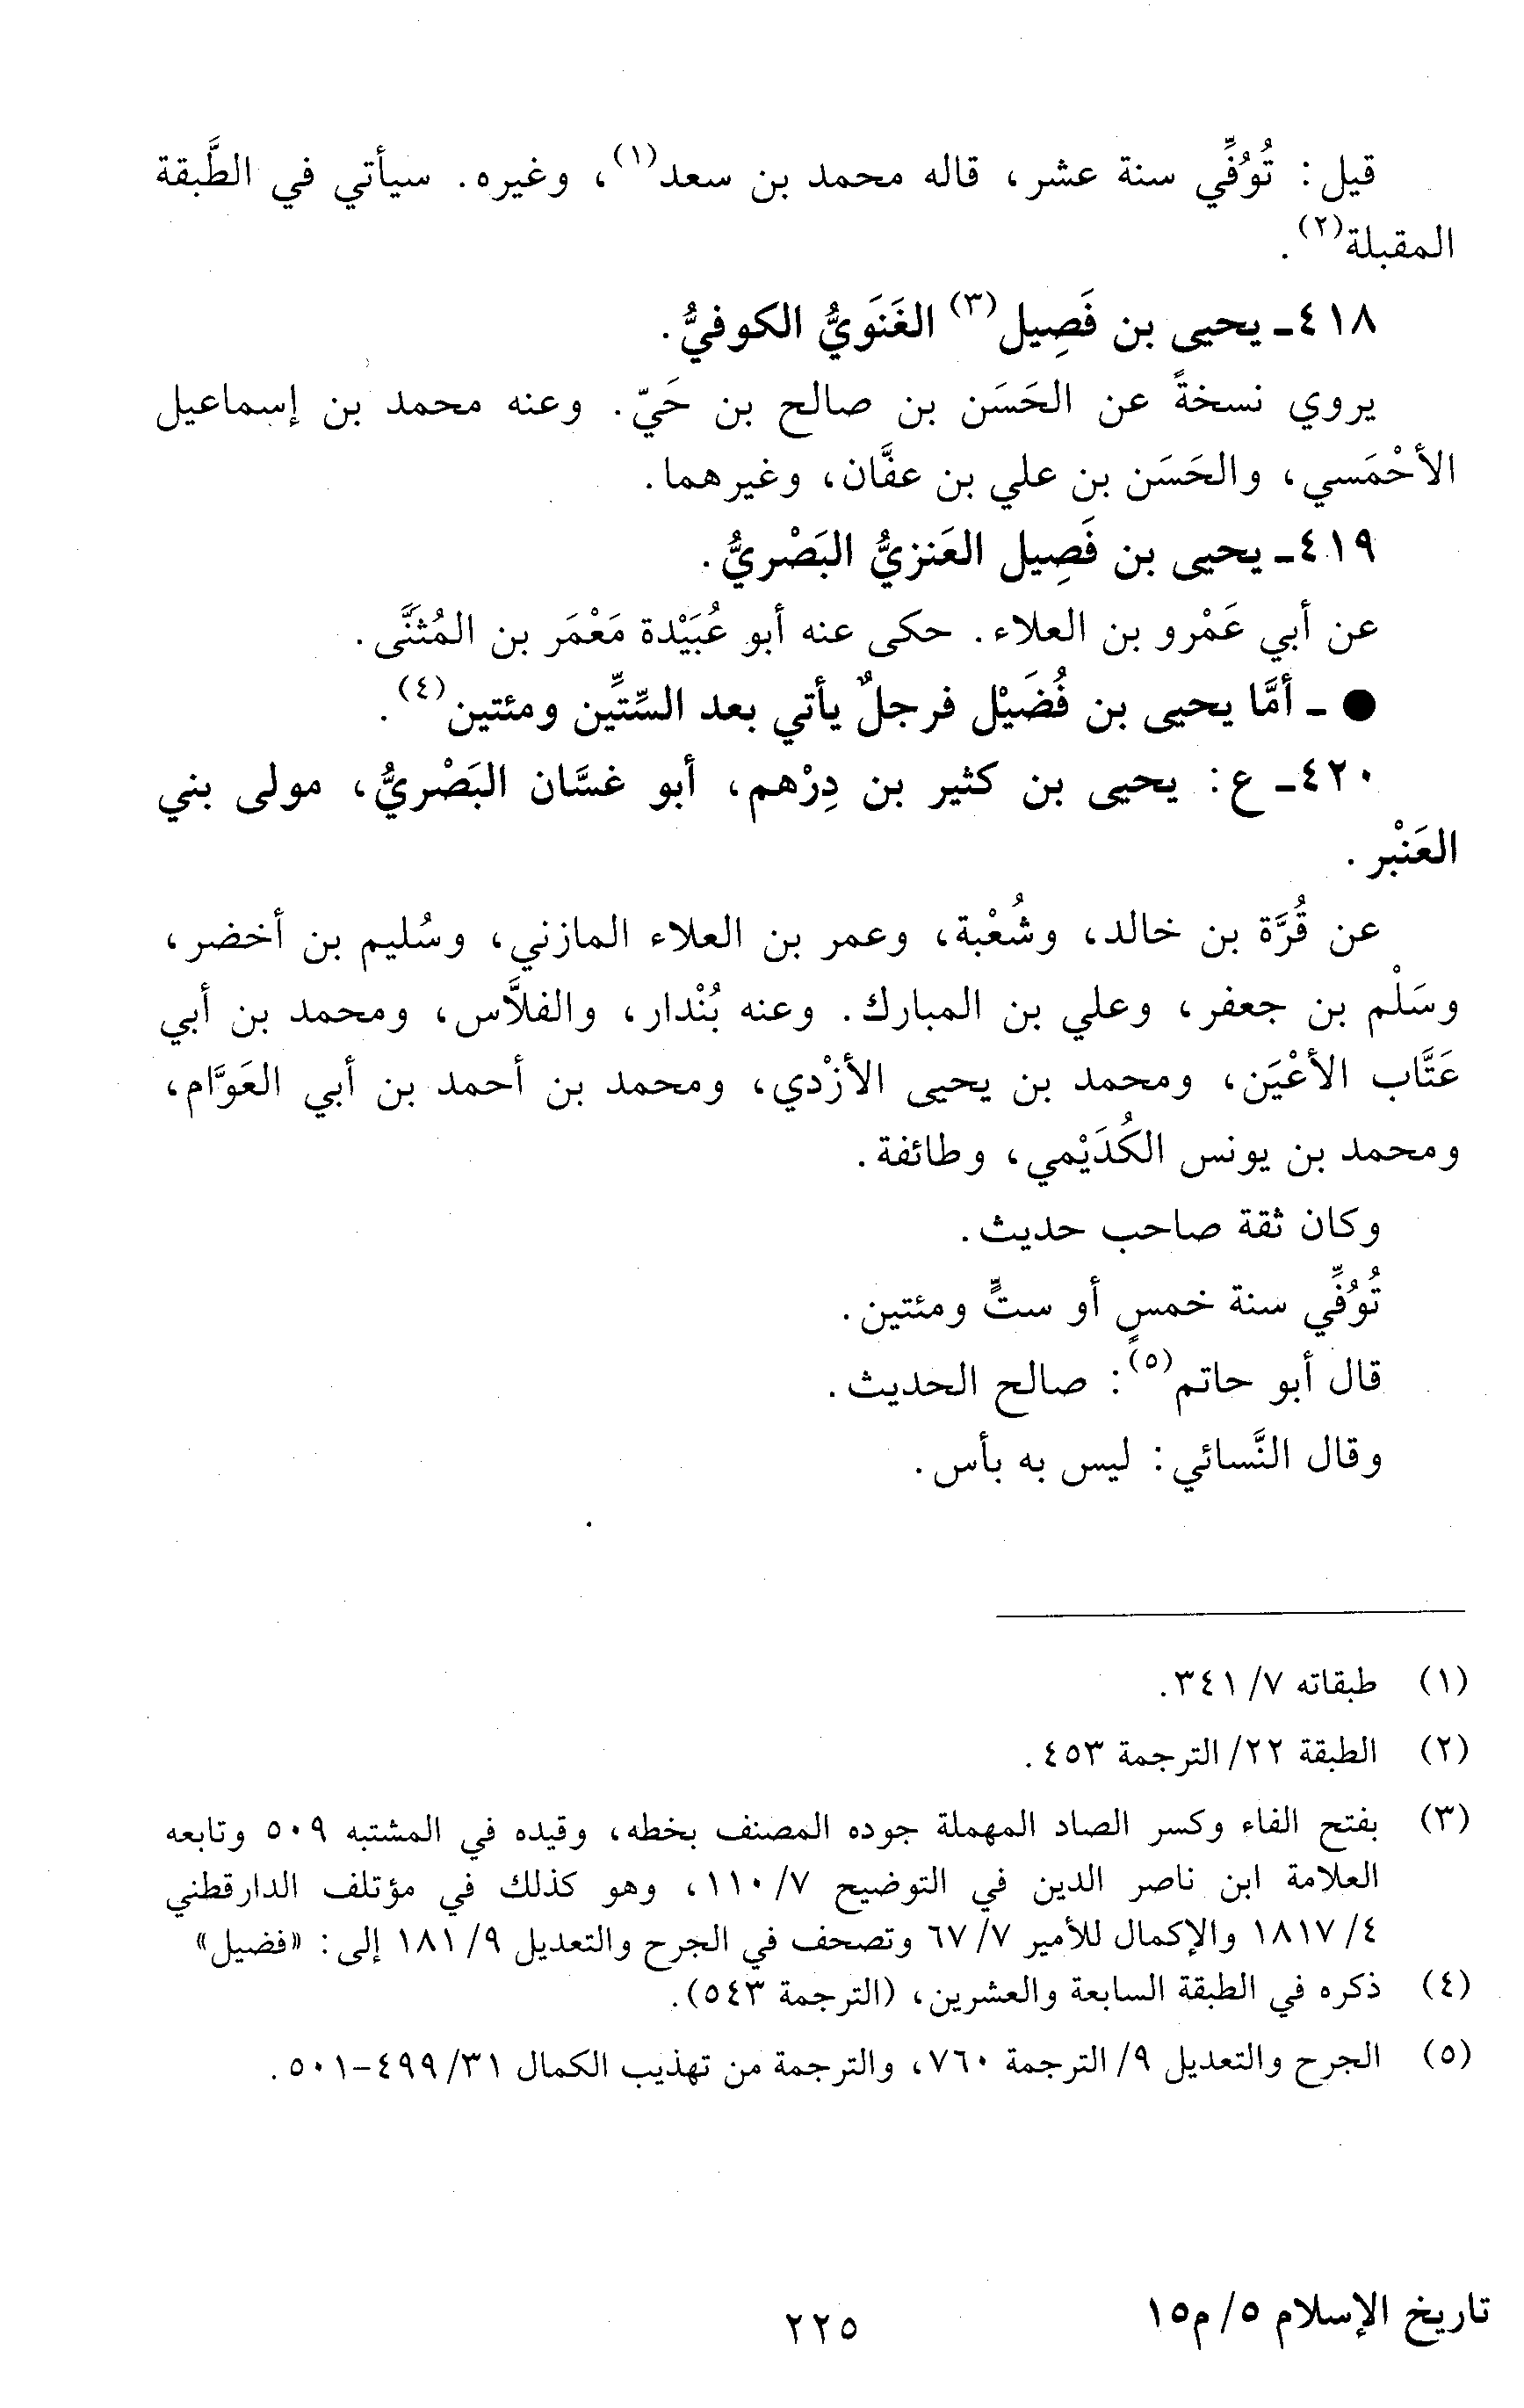 قيل: تُوُفِّي سنة عشر، قاله محمد بن سعد(١)، وغيره. سيأتي في الطَّبقة
المقبلة(٢).
٤١٨ـ يحيى بن فَصِيل(٣) الغَنَويُّ الكوفيُّ.
يروي نسخةً عن الحَسَن بن صالح بن حَيّ. وعنه محمد بن إسماعيل
الأحْمَسي، والحَسَن بن علي بن عفَّان، وغيرهما.
٤١٩ـ يحيى بن فَصِيل العَنزيُّ البَصْريُّ.
عن أبي عَمْرو بن العلاء. حكى عنه أبو عُبَيْدة مَعْمَر بن المُثنَّى.
● ـ أمَّا يحيى بن فُضَيْل فرجلٌ يأتي بعد السِّتِّين ومئتين(٤).
٤٢٠ـ ع: يحيى بن كثير بن دِرْهم، أبو غسَّان البَصْريُّ، مولى بني
العَنْبر.
عن قُرَّة بن خالد، وشُعْبة، وعمر بن العلاء المازني، وسُليم بن أخضر،
وسَلْم بن جعفر، وعلي بن المبارك. وعنه بُنْدار، والفلاَّس، ومحمد بن أبي
عَتَّاب الأعْيَن، ومحمد بن يحيى الأزْدي، ومحمد بن أحمد بن أبي العَوَّام،
ومحمد بن يونس الكُدَيْمي، وطائفة.
وكان ثقة صاحب حديث.
تُوُفِّي سنة خمسٍ أو ستٍّ ومئتين.
قال أبو حاتم(٥): صالح الحديث.
وقال النَّسائي: ليس به بأس.
(١) طبقاته ٧/ ٣٤١.
(٢) الطبقة ٢٢/ الترجمة ٤٥٣.
(٣) بفتح الفاء وكسر الصاد المهملة جوده المصنف بخطه، وقيده في المشتبه ٥٠٩ وتابعه
العلامة ابن ناصر الدين في التوضيح ٧/ ١١٠، وهو كذلك في مؤتلف الدارقطني
٤/ ١٨١٧ والإكمال للأمير ٧/ ٦٧ وتصحف في الجرح والتعديل ٩/ ١٨١ إلى: «فضيل»
(٤) ذكره في الطبقة السابعة والعشرين، (الترجمة ٥٤٣).
(٥) الجرح والتعديل ٩/ الترجمة ٧٦٠، والترجمة من تهذيب الكمال ٣١/ ٤٩٩-٥٠١.
تاريخ الإسلام ٥/ م١٥
٢٢٥